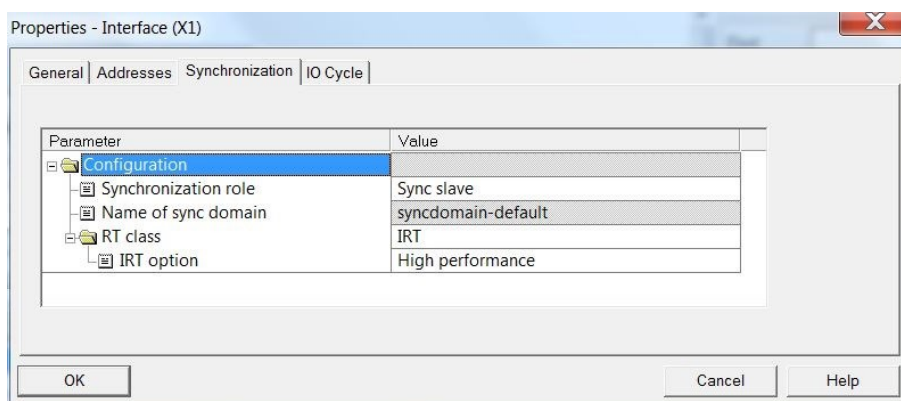 Properties - Interface (X1)
General Addresses Synchronization IO Cycle
Parameter Value
Configuration
Synchronization role Sync slave
Name of sync domain syncdomain-default
RT class IRT
IRT option High performance
OK Cancel Help